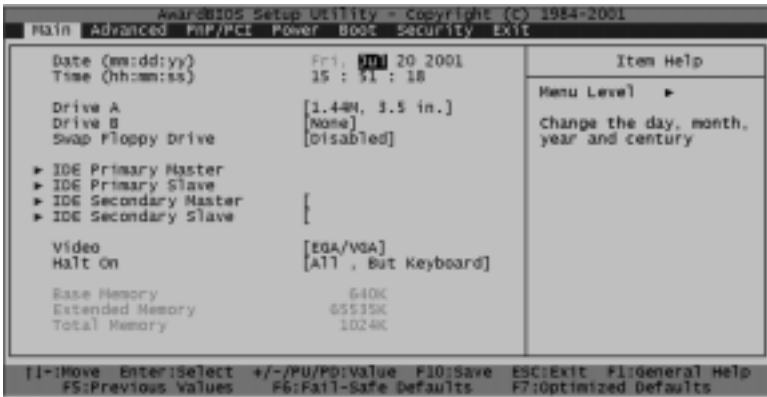 AwardBIOS Setup Utility - Copyright (C) 1984-2001
Main Advanced PnP/PCI Power Boot Security Exit
Date (mm:dd:yy) Fri, Jul 20 2001
Time (hh:mm:ss) 15 : 51 : 18
Item Help
Menu Level ►
Drive A [1.44M, 3.5 in.]
Drive B [None]
Swap Floppy Drive [Disabled]
Change the day, month,
year and century
► IDE Primary Master
► IDE Primary Slave
► IDE Secondary Master [
► IDE Secondary Slave [
Video [EGA/VGA]
Halt On [All , But Keyboard]
Base Memory 640K
Extended Memory 65535K
Total Memory 1024K
↑↓↔:Move Enter:Select +/-/PU/PD:Value F10:Save ESC:Exit F1:General Help
F5:Previous Values F6:Fail-Safe Defaults F7:Optimized Defaults